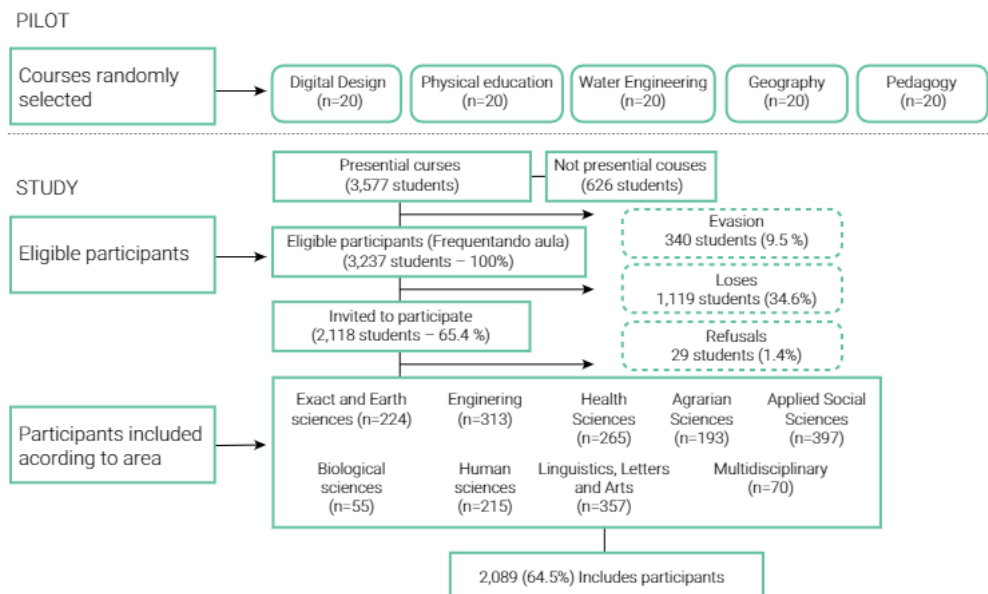 PILOT
Courses randomly
selected
Digital Design
(n=20)
Physical education
(n=20)
Water Engineering
(n=20)
Geography
(n=20)
Pedagogy
(n=20)
STUDY
Presential curses
(3,577 students)
Not presential couses
(626 students)
Evasion
340 students (9.5 %)
Eligible participants
Eligible participants (Frequentando aula)
(3,237 students – 100%)
Loses
1,119 students (34.6%)
Invited to participate
(2,118 students – 65.4 %)
Refusals
29 students (1.4%)
Participants included
acording to area
Exact and Earth
sciences (n=224)
Enginering
(n=313)
Health
Sciences
(n=265)
Agrarian
Sciences
(n=193)
Applied Social
Sciences
(n=397)
Biological
sciences
(n=55)
Human
sciences
(n=215)
Linguistics, Letters
and Arts
(n=357)
Multidisciplinary
(n=70)
2,089 (64.5%) Includes participants